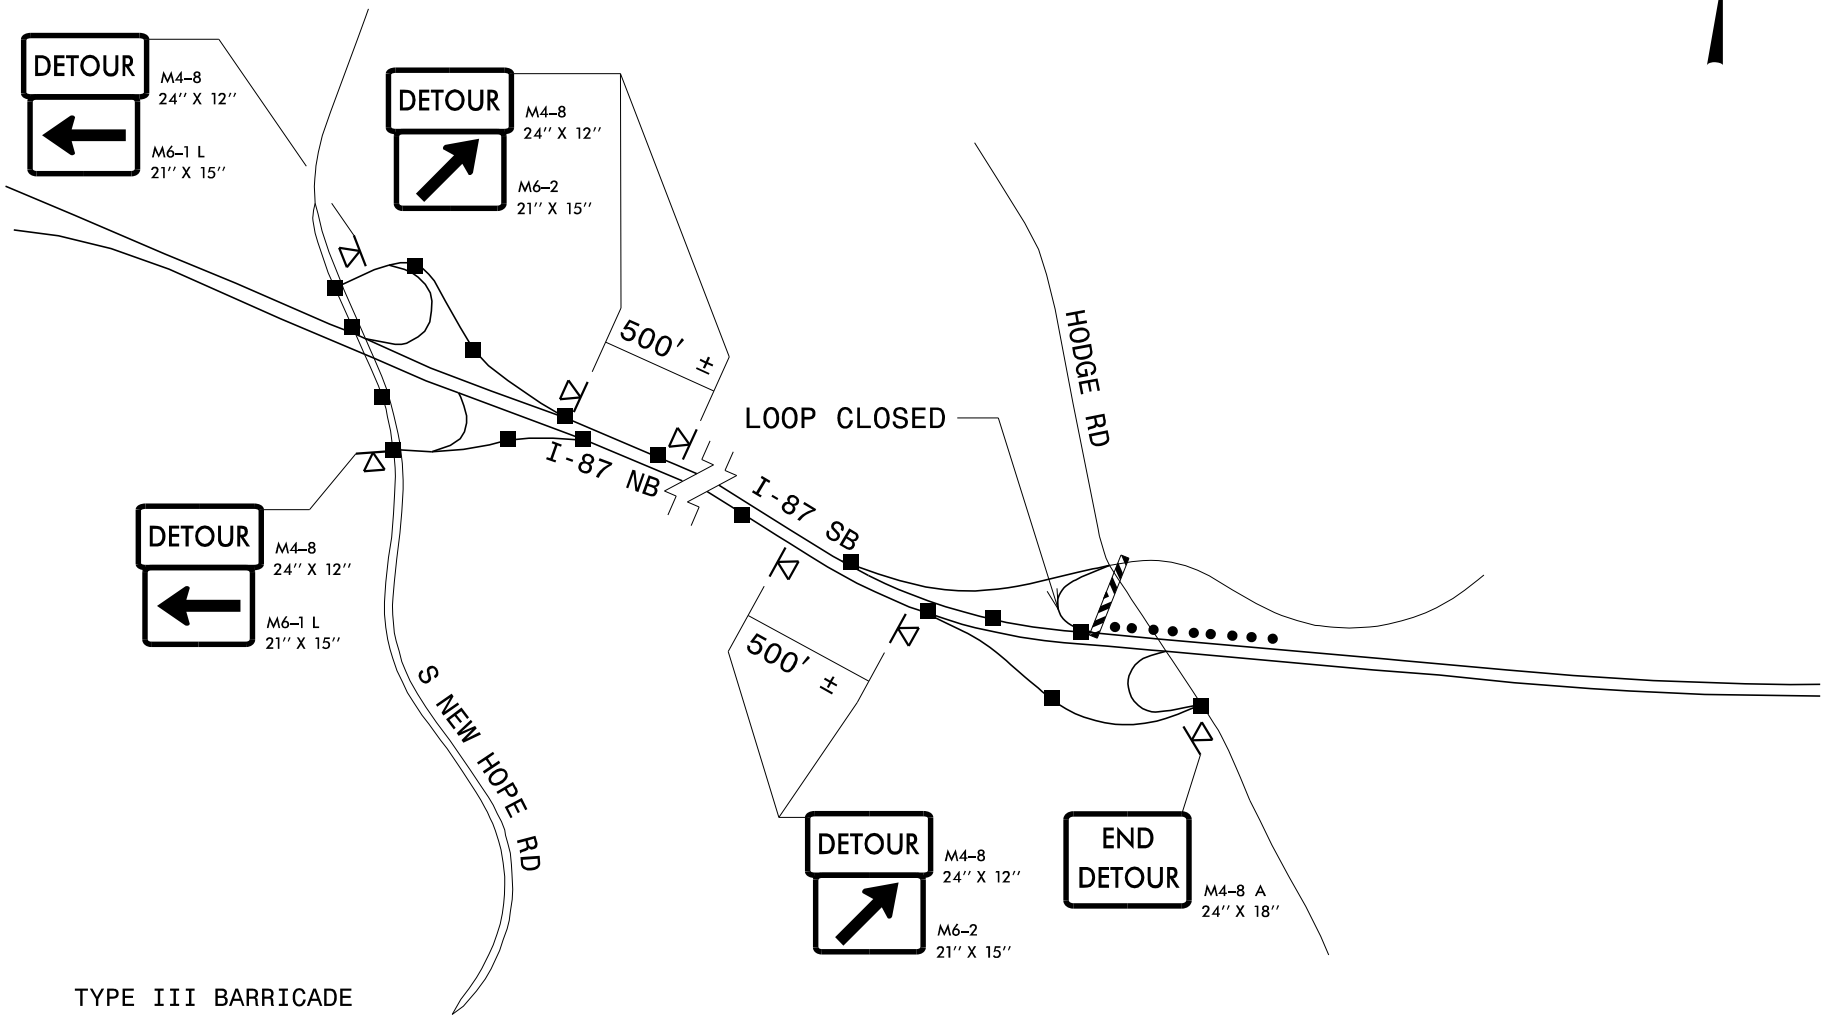 DETOUR
M4-8
24'' X 12''
M6-1 L
21'' X 15''
DETOUR
M4-8
24'' X 12''
M6-2
21'' X 15''
500' ±
HODGE RD
LOOP CLOSED
I-87 NB
I-87 SB
DETOUR
M4-8
24'' X 12''
M6-1 L
21'' X 15''
500' ±
S NEW HOPE RD
DETOUR
M4-8
24'' X 12''
M6-2
21'' X 15''
END
DETOUR
M4-8 A
24'' X 18''
TYPE III BARRICADE